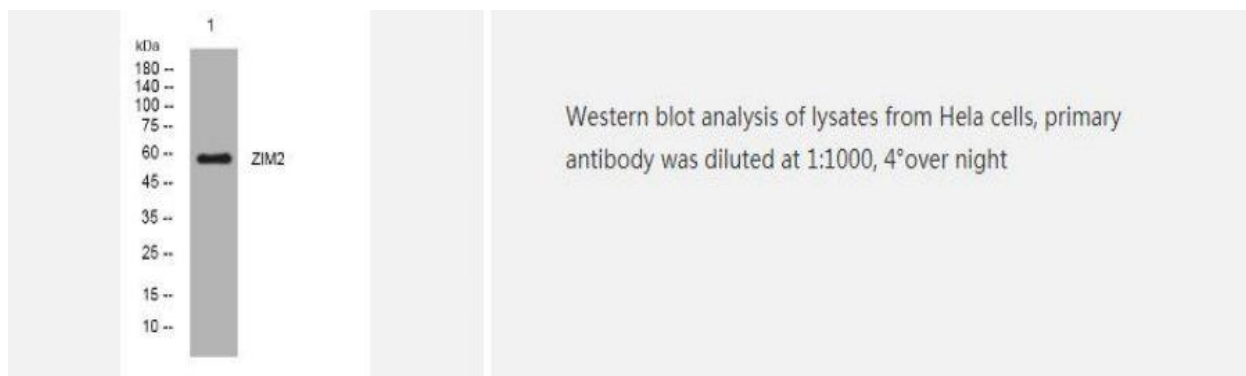 1
kDa
180 --
140 --
100 --
75 --
60 --
ZIM2
45 --
35 --
25 --
15 --
10 --
Western blot analysis of lysates from Hela cells, primary
antibody was diluted at 1:1000, 4°over night